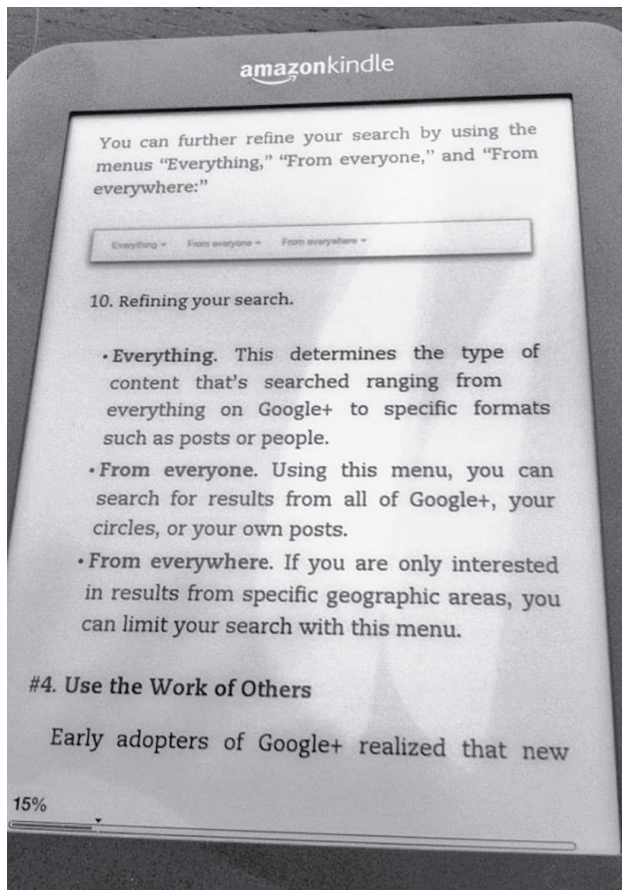 amazonkindle
You can further refine your search by using the
menus “Everything,” “From everyone,” and “From
everywhere:”
Everything From everyone From everywhere
10. Refining your search.
• Everything. This determines the type of
content that's searched ranging from
everything on Google+ to specific formats
such as posts or people.
• From everyone. Using this menu, you can
search for results from all of Google+, your
circles, or your own posts.
• From everywhere. If you are only interested
in results from specific geographic areas, you
can limit your search with this menu.
#4. Use the Work of Others
Early adopters of Google+ realized that new
15%